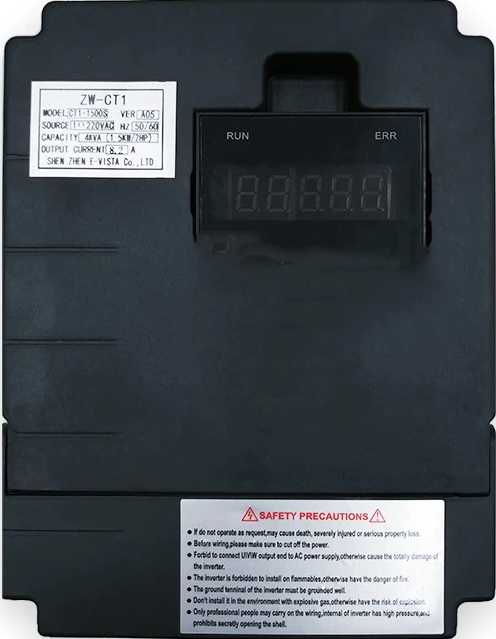 ZW-CT1
MODEL CT1-1500S VER A05
SOURCE 1Φ220VAC HZ 50/60
CAPACITY 4KVA (1.5KW/2HP)
OUTPUT CURRENT 8.2 A
SHEN ZHEN E-VISTA Co.,LTD
RUN ERR
88888
SAFETY PRECAUTIONS
● If do not operate as request,may cause death, severely injured or serious property loss.
● Before wiring,please make sure to cut off the power.
● Forbid to connect U\V\W output end to AC power supply,otherwise cause the totally damage of
the inverter.
● The inverter is forbidden to install on flammables,otherwise have the danger of fire.
● The ground tenninal of the inverter must be grounded well.
● Don't install it in the environment with explosive gas,otherwise have the risk of explosion.
● Only professional people may carry on the wiring,internal of inverter has high pressure,and
prohibits secretly opening the shell.